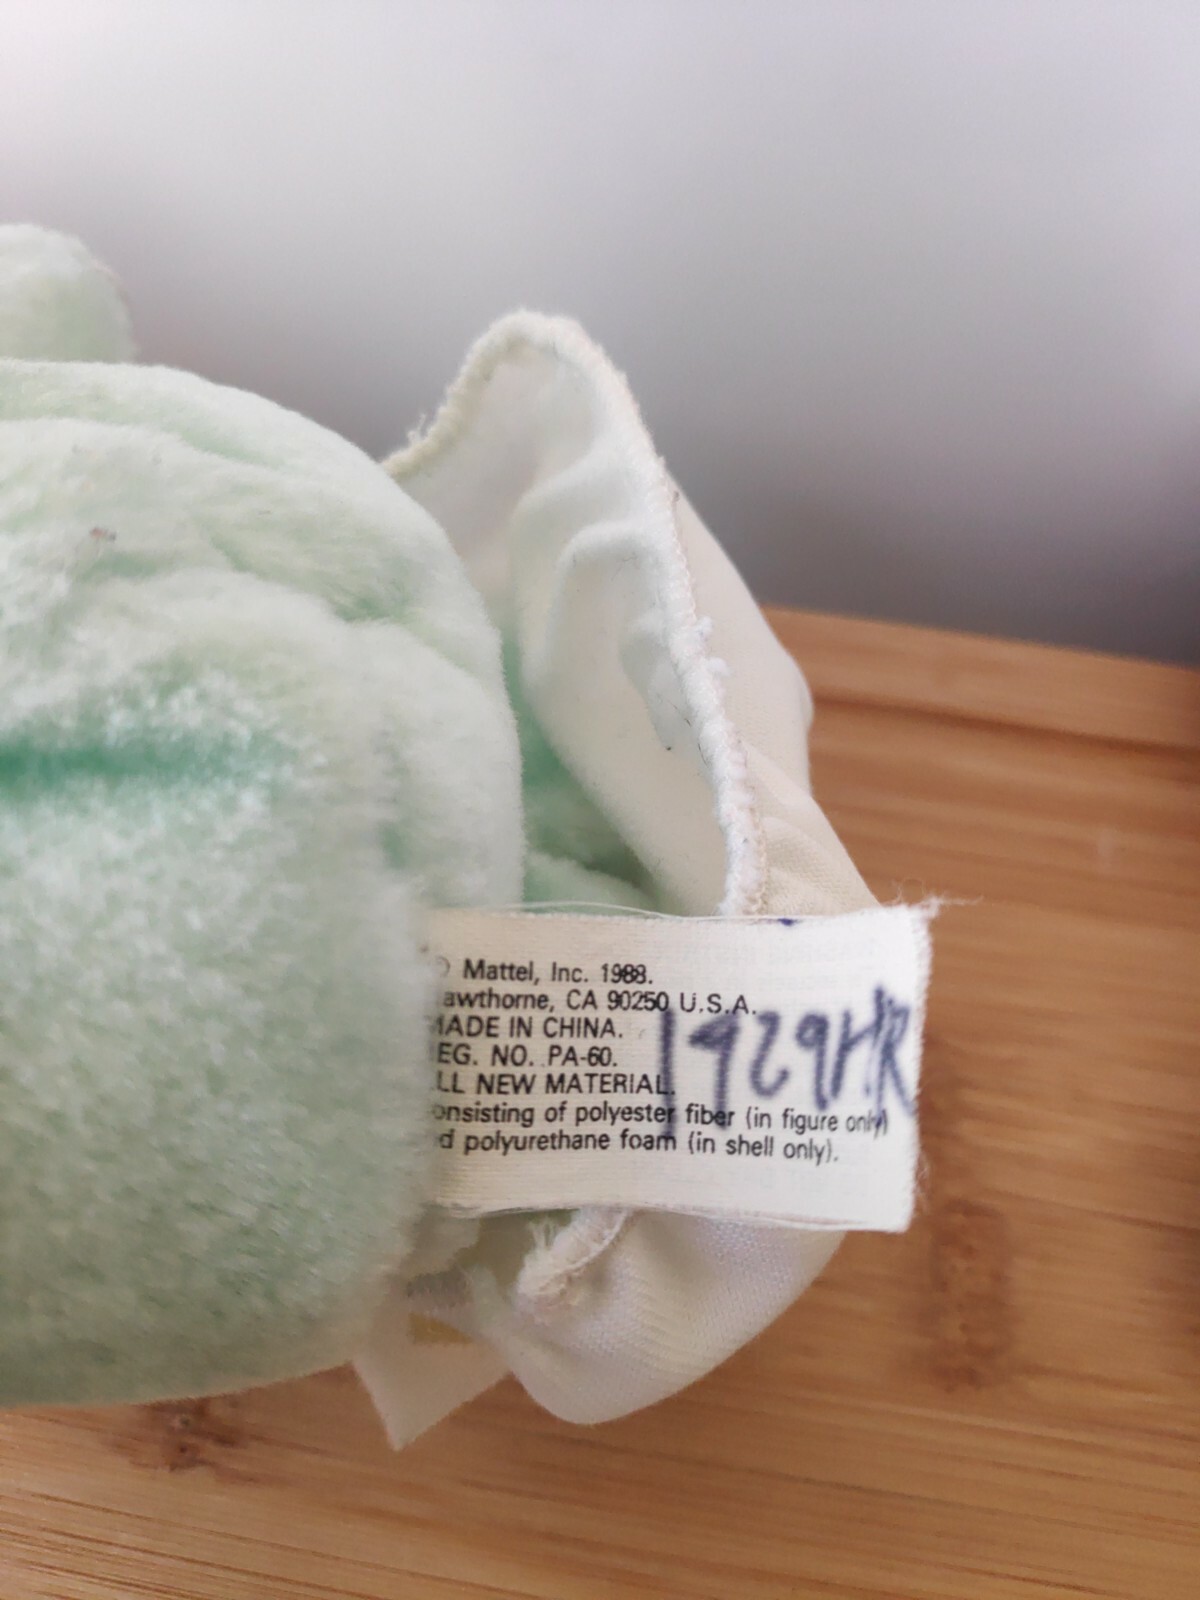 © Mattel, Inc. 1988.
awthorne, CA 90250 U.S.A.
MADE IN CHINA.
EG. NO. PA-60.
LL NEW MATERIAL.
onsisting of polyester fiber (in figure only)
d polyurethane foam (in shell only).
1929HR